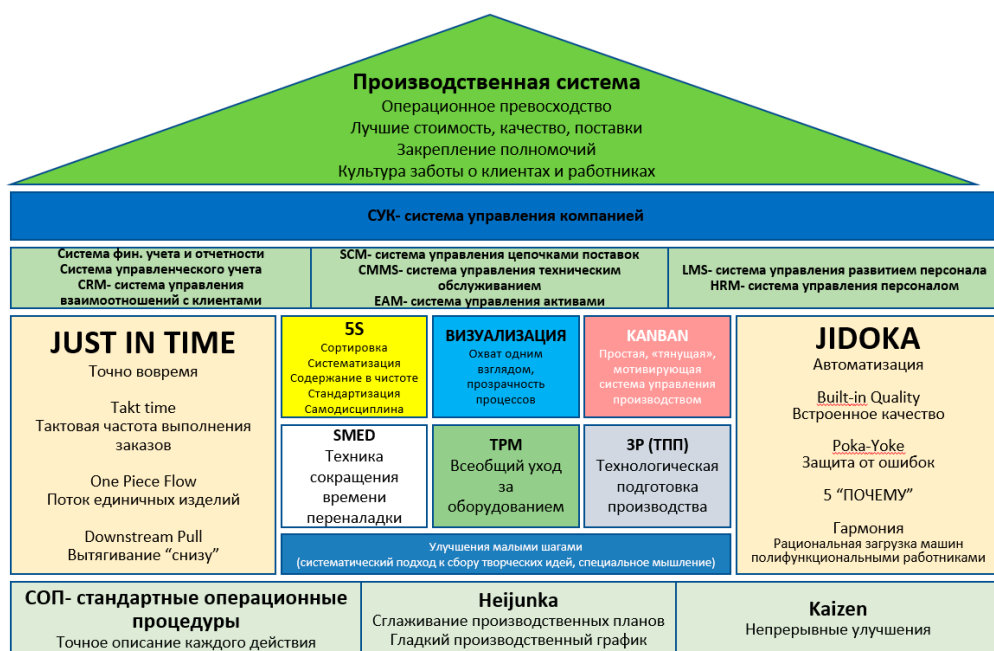 Производственная система
Операционное превосходство
Лучшие стоимость, качество, поставки
Закрепление полномочий
Культура заботы о клиентах и работниках
СУК- система управления компанией
Система фин. учета и отчетности
Система управленческого учета
CRM- система управления
взаимоотношений с клиентами
SCM- система управления цепочками поставок
CMMS- система управления техническим
обслуживанием
EAM- система управления активами
LMS- система управления развитием персонала
HRM- система управления персоналом
JUST IN TIME
Точно вовремя
Takt time
Тактовая частота выполнения
заказов
One Piece Flow
Поток единичных изделий
Downstream Pull
Вытягивание “снизу”
5S
Сортировка
Систематизация
Содержание в чистоте
Стандартизация
Самодисциплина
ВИЗУАЛИЗАЦИЯ
Охват одним
взглядом,
прозрачность
процессов
KANBAN
Простая, «тянущая»,
мотивирующая
система управления
производством
SMED
Техника
сокращения
времени
переналадки
ТРМ
Всеобщий уход
за
оборудованием
3P (ТПП)
Технологическая
подготовка
производства
Улучшения малыми шагами
(систематический подход к сбору творческих идей, специальное мышление)
JIDOKA
Автоматизация
Built-in Quality
Встроенное качество
Poka-Yoke
Защита от ошибок
5 “ПОЧЕМУ”
Гармония
Рациональная загрузка машин
полифункциональными работниками
СОП- стандартные операционные
процедуры
Точное описание каждого действия
Heijunka
Сглаживание производственных планов
Гладкий производственный график
Kaizen
Непрерывные улучшения